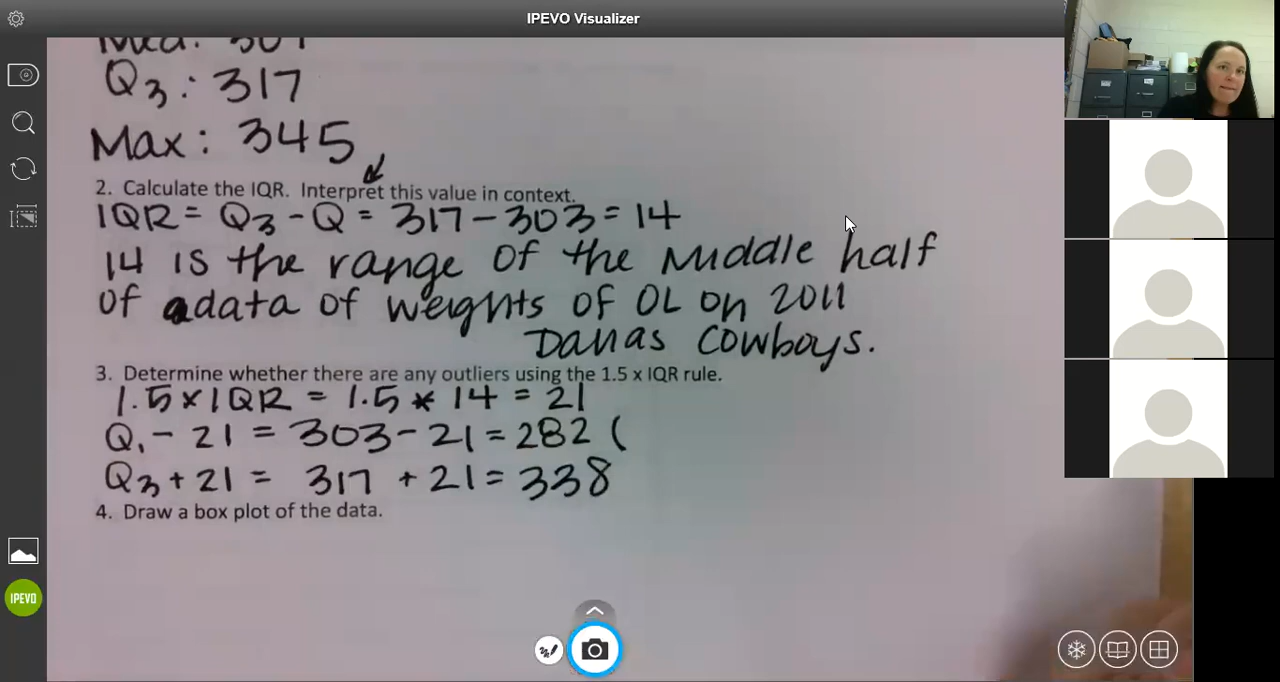 IPEVO Visualizer
Med: 307
Q3: 317
Max: 345
2. Calculate the IQR. Interpret this value in context.
IQR = Q3 - Q = 317 - 303 = 14
14 is the range of the middle half
of data of weights of OL on 2011
Dallas Cowboys.
3. Determine whether there are any outliers using the 1.5 x IQR rule.
1.5 x IQR = 1.5 * 14 = 21
Q1 - 21 = 303 - 21 = 282 (
Q3 + 21 = 317 + 21 = 338
4. Draw a box plot of the data.
IPEVO